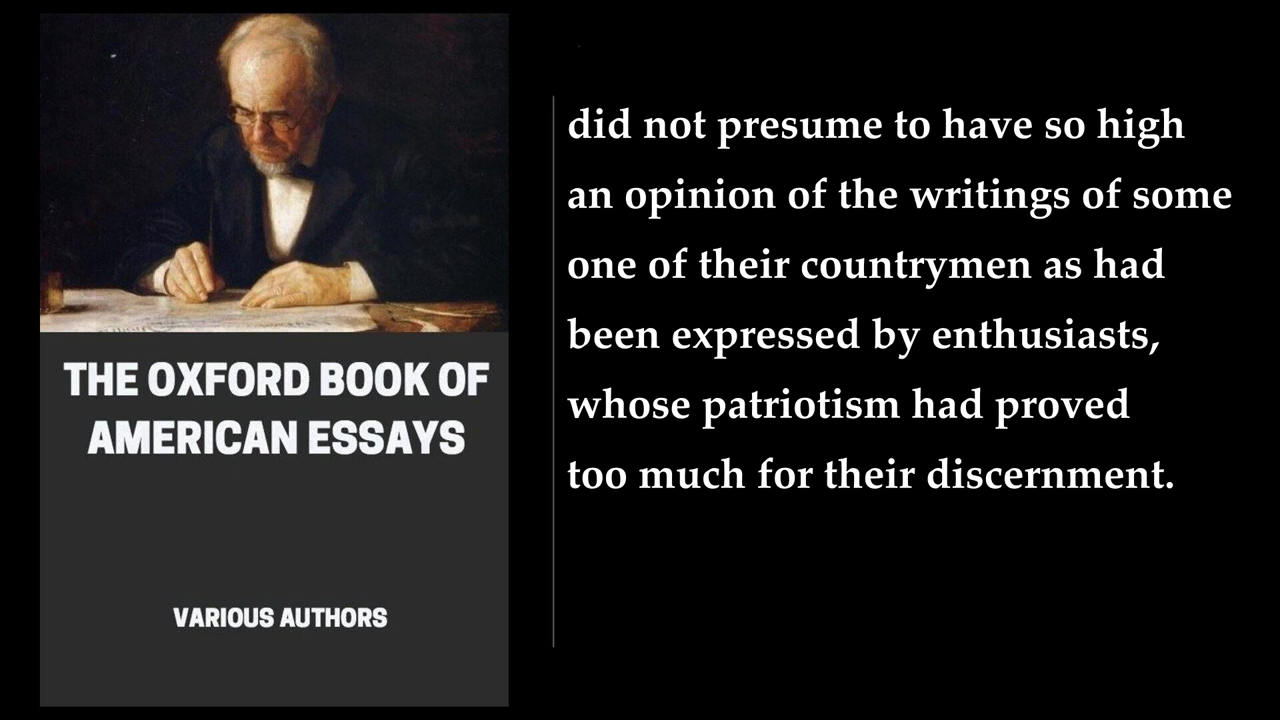 THE OXFORD BOOK OF
AMERICAN ESSAYS
VARIOUS AUTHORS
did not presume to have so high
an opinion of the writings of some
one of their countrymen as had
been expressed by enthusiasts,
whose patriotism had proved
too much for their discernment.